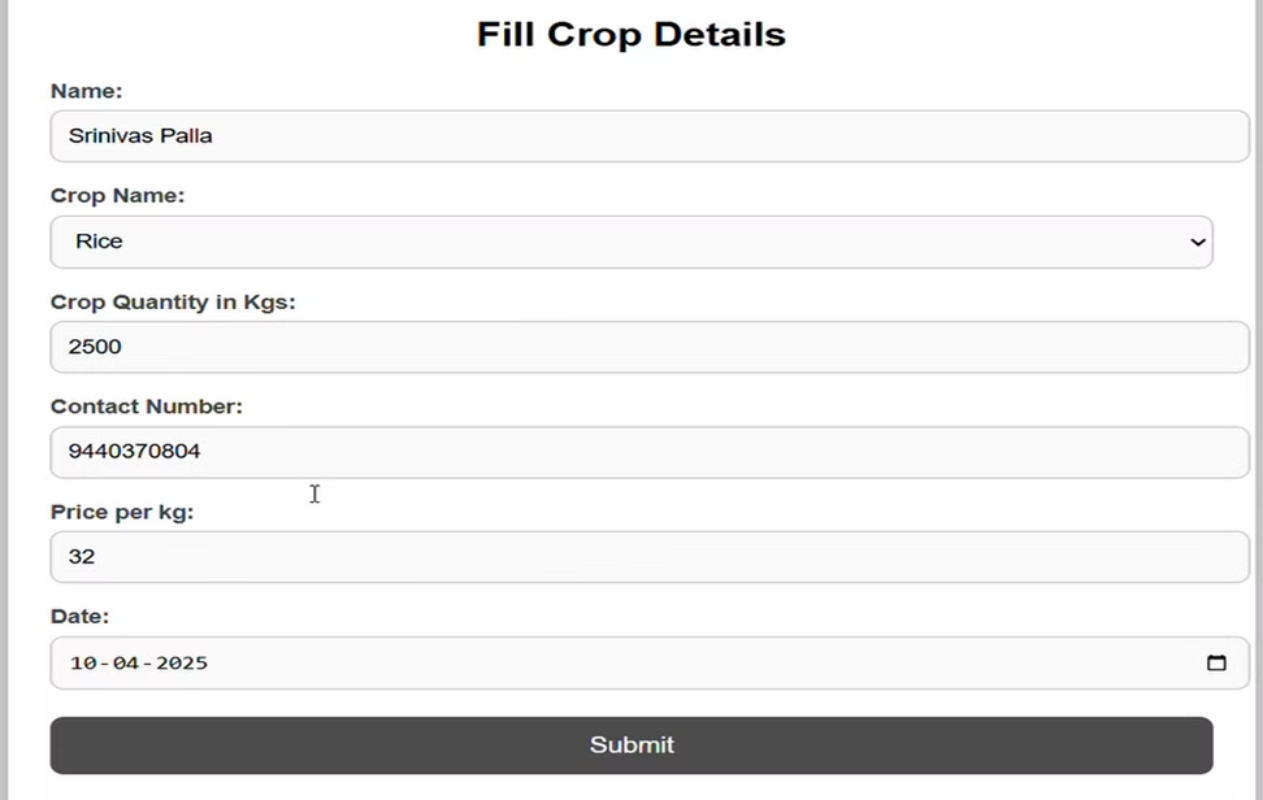 Fill Crop Details
Name:
Srinivas Palla
Crop Name:
Rice
Crop Quantity in Kgs:
2500
Contact Number:
9440370804
Price per kg:
32
Date:
10-04-2025
Submit